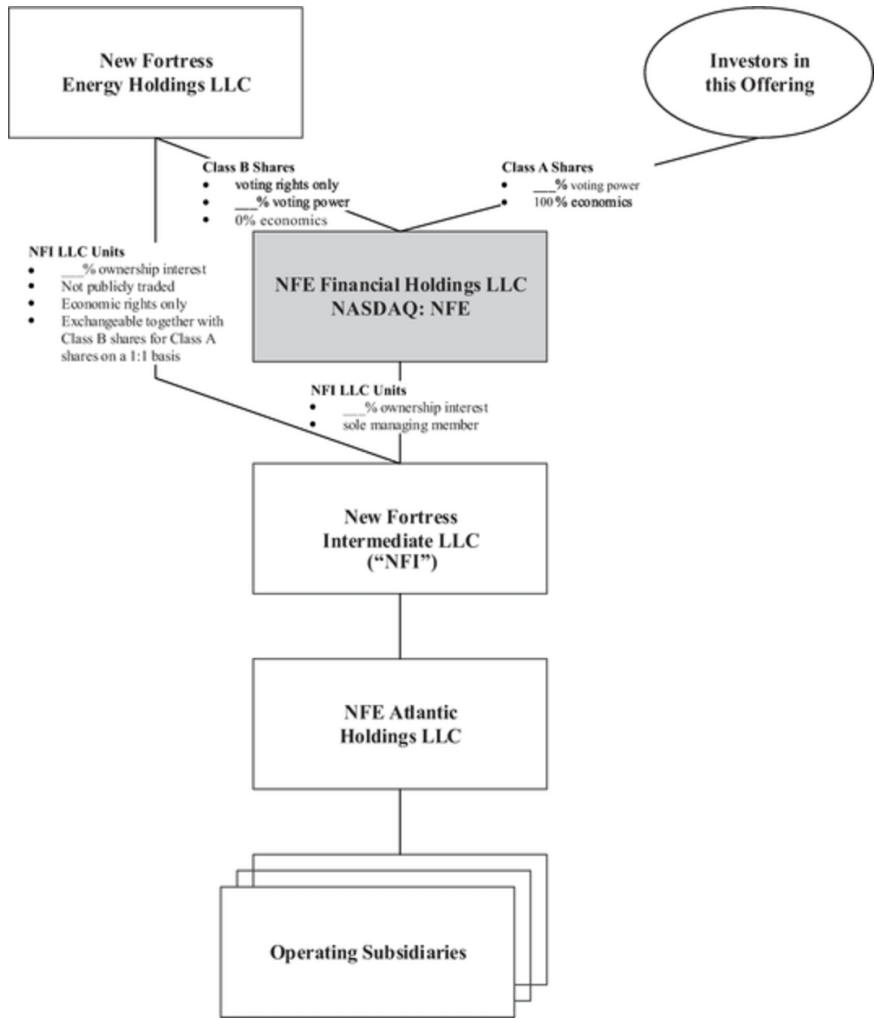 New Fortress
Energy Holdings LLC
Investors in
this Offering
Class B Shares
• voting rights only
• ___% voting power
• 0% economics
Class A Shares
• ___% voting power
• 100% economics
NFI LLC Units
• ___% ownership interest
• Not publicly traded
• Economic rights only
• Exchangeable together with
Class B shares for Class A
shares on a 1:1 basis
NFE Financial Holdings LLC
NASDAQ: NFE
NFI LLC Units
• ___% ownership interest
• sole managing member
New Fortress
Intermediate LLC
(“NFI”)
NFE Atlantic
Holdings LLC
Operating Subsidiaries